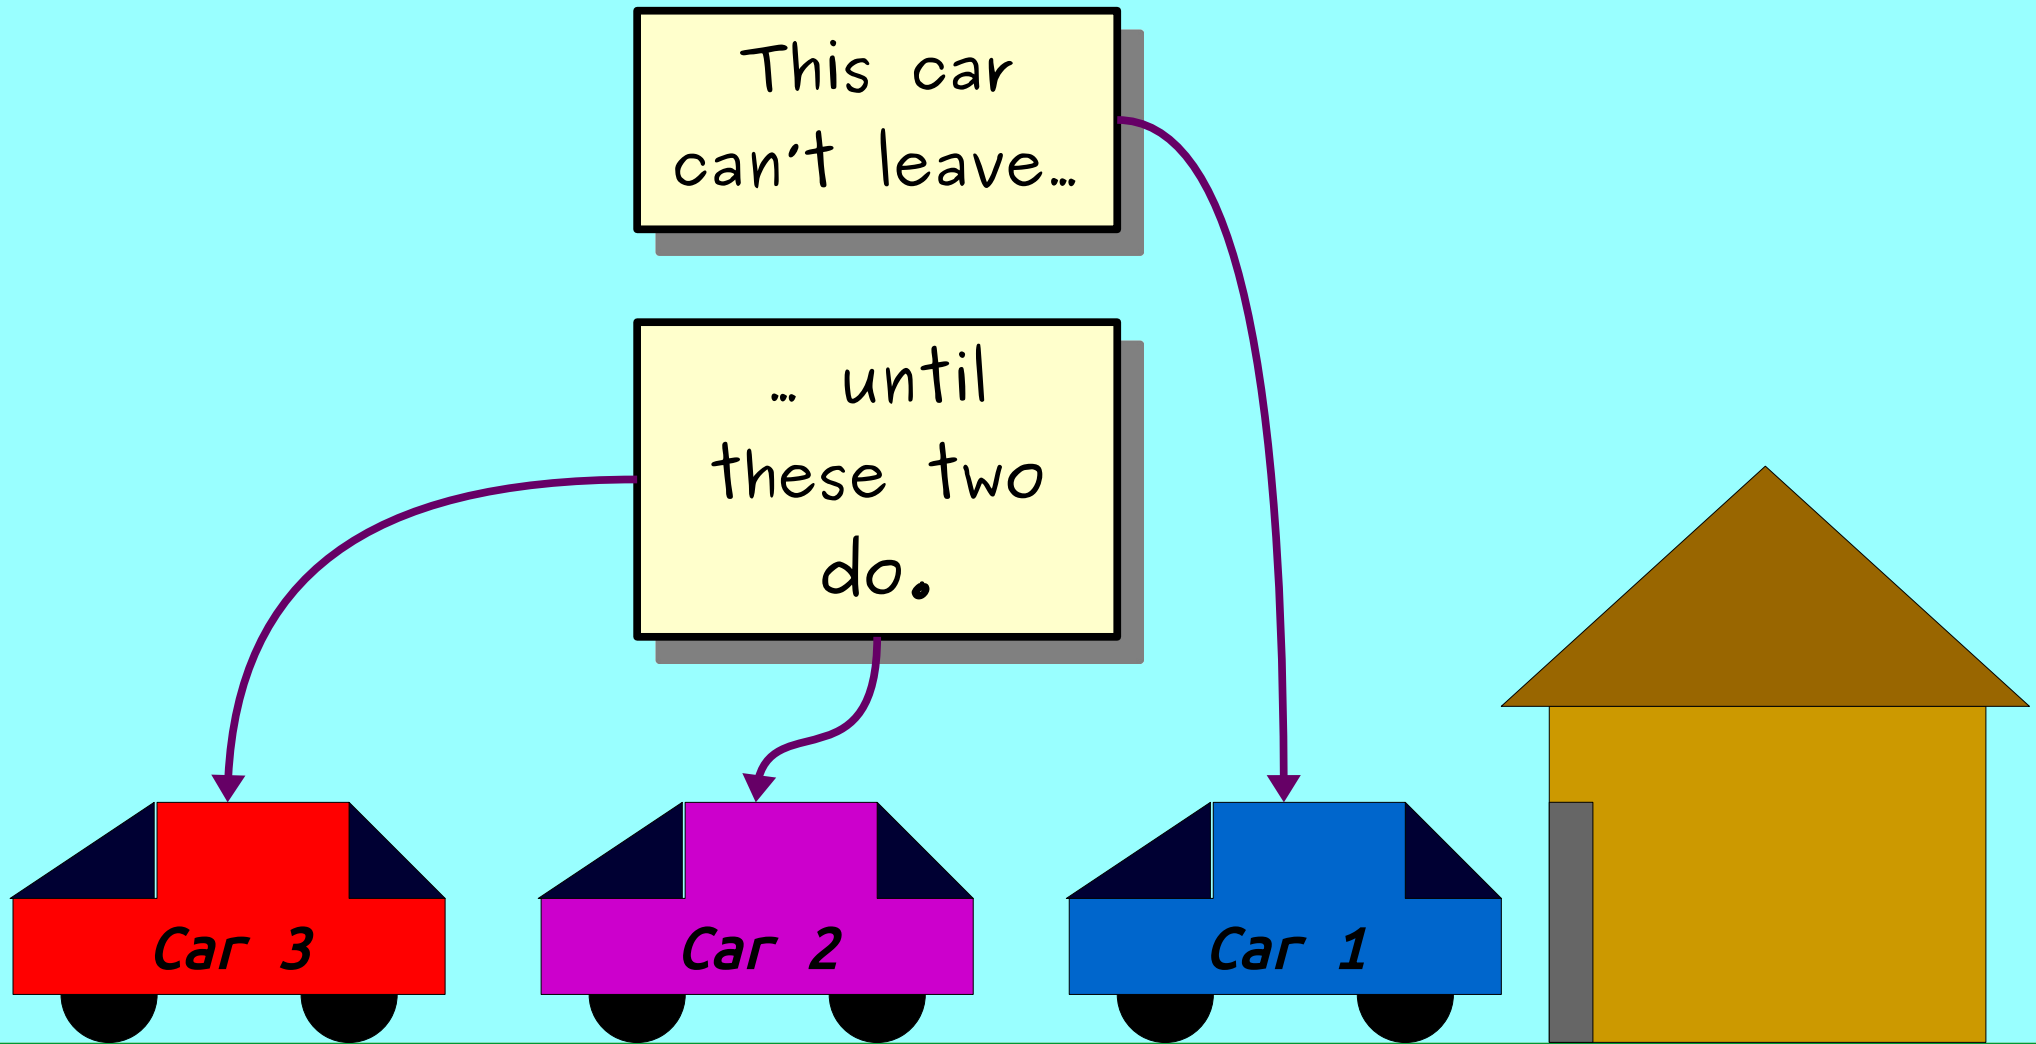 This car
can't leave...
... until
these two
do.
Car 3
Car 2
Car 1